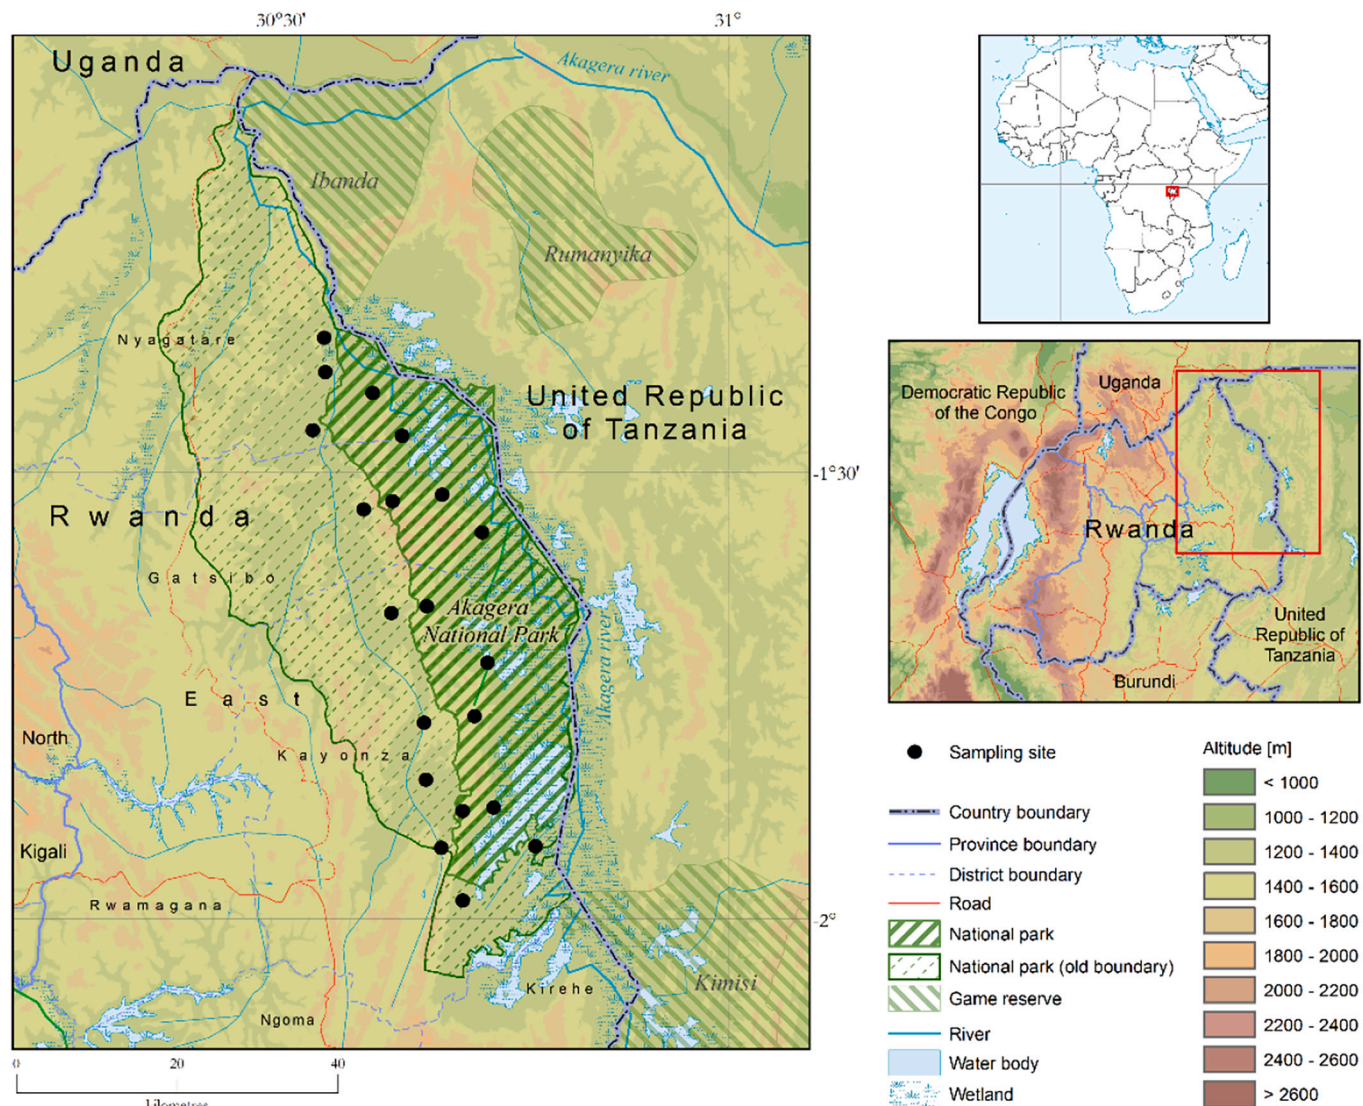 30°30'
31°
Uganda
Akagera river
Ibanda
Rumanyika
Nyagatare
United Republic
of Tanzania
-1°30'
Rwanda
Gatsibo
Akagera
National Park
Akagera river
East
North
Kayonza
Kigali
Rwamagana
-2°
Kimisi
Kirehe
Ngoma
0
20
40
kilometres
Democratic Republic
of the Congo
Uganda
Rwanda
United
Republic of
Tanzania
Burundi
Sampling site
Country boundary
Province boundary
District boundary
Road
National park
National park (old boundary)
Game reserve
River
Water body
Wetland
Altitude [m]
< 1000
1000 - 1200
1200 - 1400
1400 - 1600
1600 - 1800
1800 - 2000
2000 - 2200
2200 - 2400
2400 - 2600
> 2600